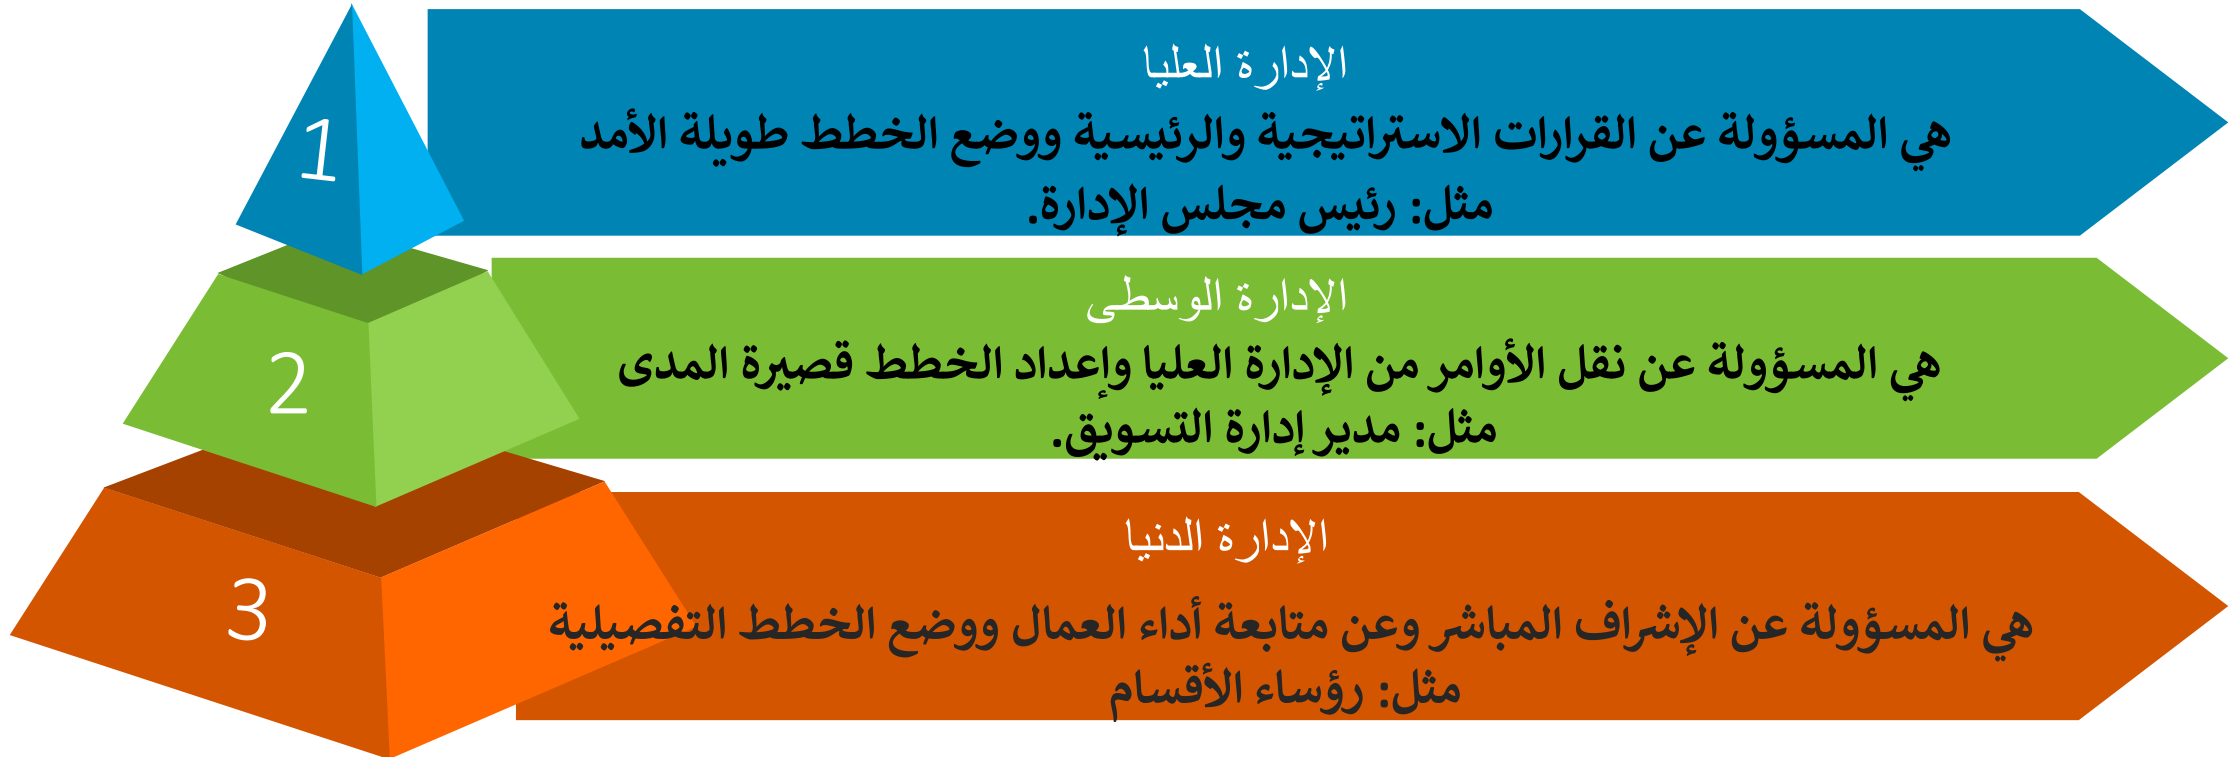 1
الإدارة العليا
هي المسؤولة عن القرارات الاستراتيجية والرئيسية ووضع الخطط طويلة الأمد
مثل: رئيس مجلس الإدارة.
2
الإدارة الوسطى
هي المسؤولة عن نقل الأوامر من الإدارة العليا وإعداد الخطط قصيرة المدى
مثل: مدير إدارة التسويق.
3
الإدارة الدنيا
هي المسؤولة عن الإشراف المباشر وعن متابعة أداء العمال ووضع الخطط التفصيلية
مثل: رؤساء الأقسام